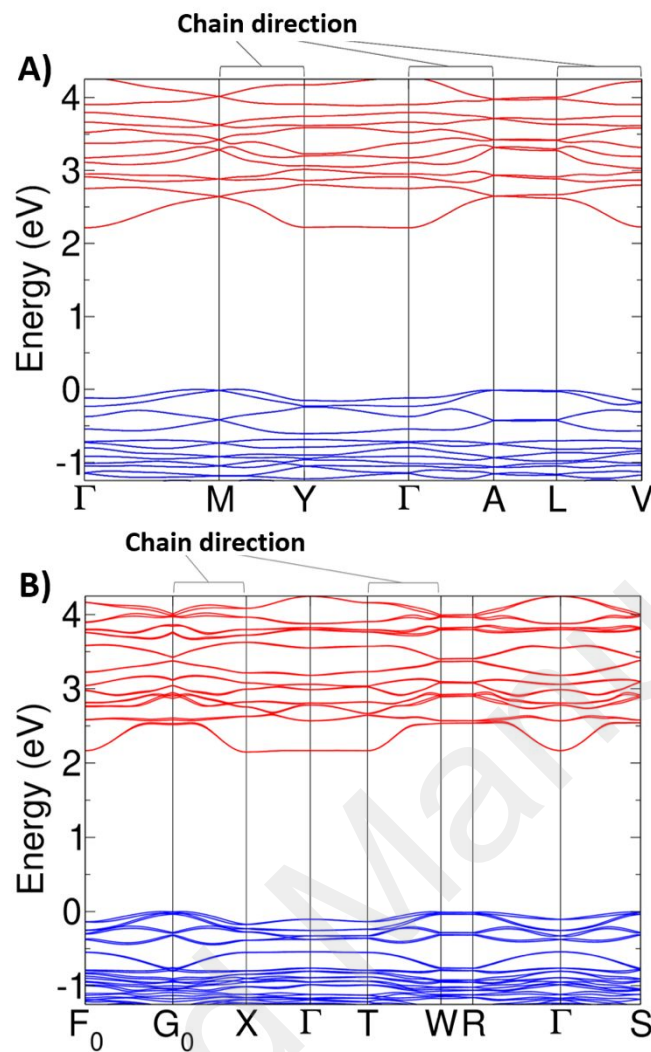 Chain direction
A)
4
3
2
1
0
-1
Energy (eV)
Γ M Y Γ A L V
Chain direction
B)
4
3
2
1
0
-1
Energy (eV)
F₀ G₀ X Γ T W R Γ S